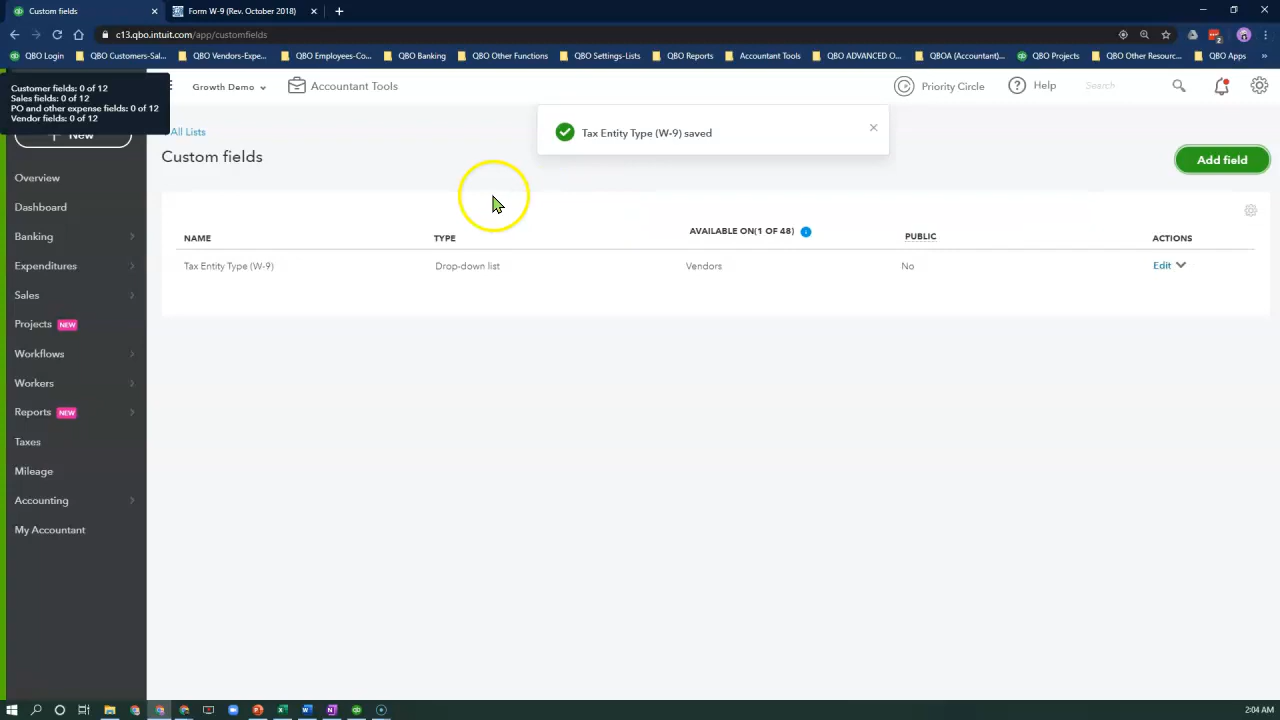 Custom fields
Form W-9 (Rev. October 2018)
c13.qbo.intuit.com/app/customfields
QBO Login
QBO Customers-Sal...
QBO Vendors-Expe...
QBO Employees-Co...
QBO Banking
QBO Other Functions
QBO Settings-Lists
QBO Reports
Accountant Tools
QBO ADVANCED O...
QBOA (Accountant)...
QBO Projects
QBO Other Resourc...
QBO Apps
»
Customer fields: 0 of 12
Sales fields: 0 of 12
PO and other expense fields: 0 of 12
Vendor fields: 0 of 12
Growth Demo
Accountant Tools
Priority Circle
Help
Search
+ New
All Lists
Tax Entity Type (W-9) saved
Custom fields
Add field
NAME
TYPE
AVAILABLE ON(1 OF 48)
PUBLIC
ACTIONS
Tax Entity Type (W-9)
Drop-down list
Vendors
No
Edit
Overview
Dashboard
Banking
Expenditures
Sales
Projects NEW
Workflows
Workers
Reports NEW
Taxes
Mileage
Accounting
My Accountant
2:04 AM